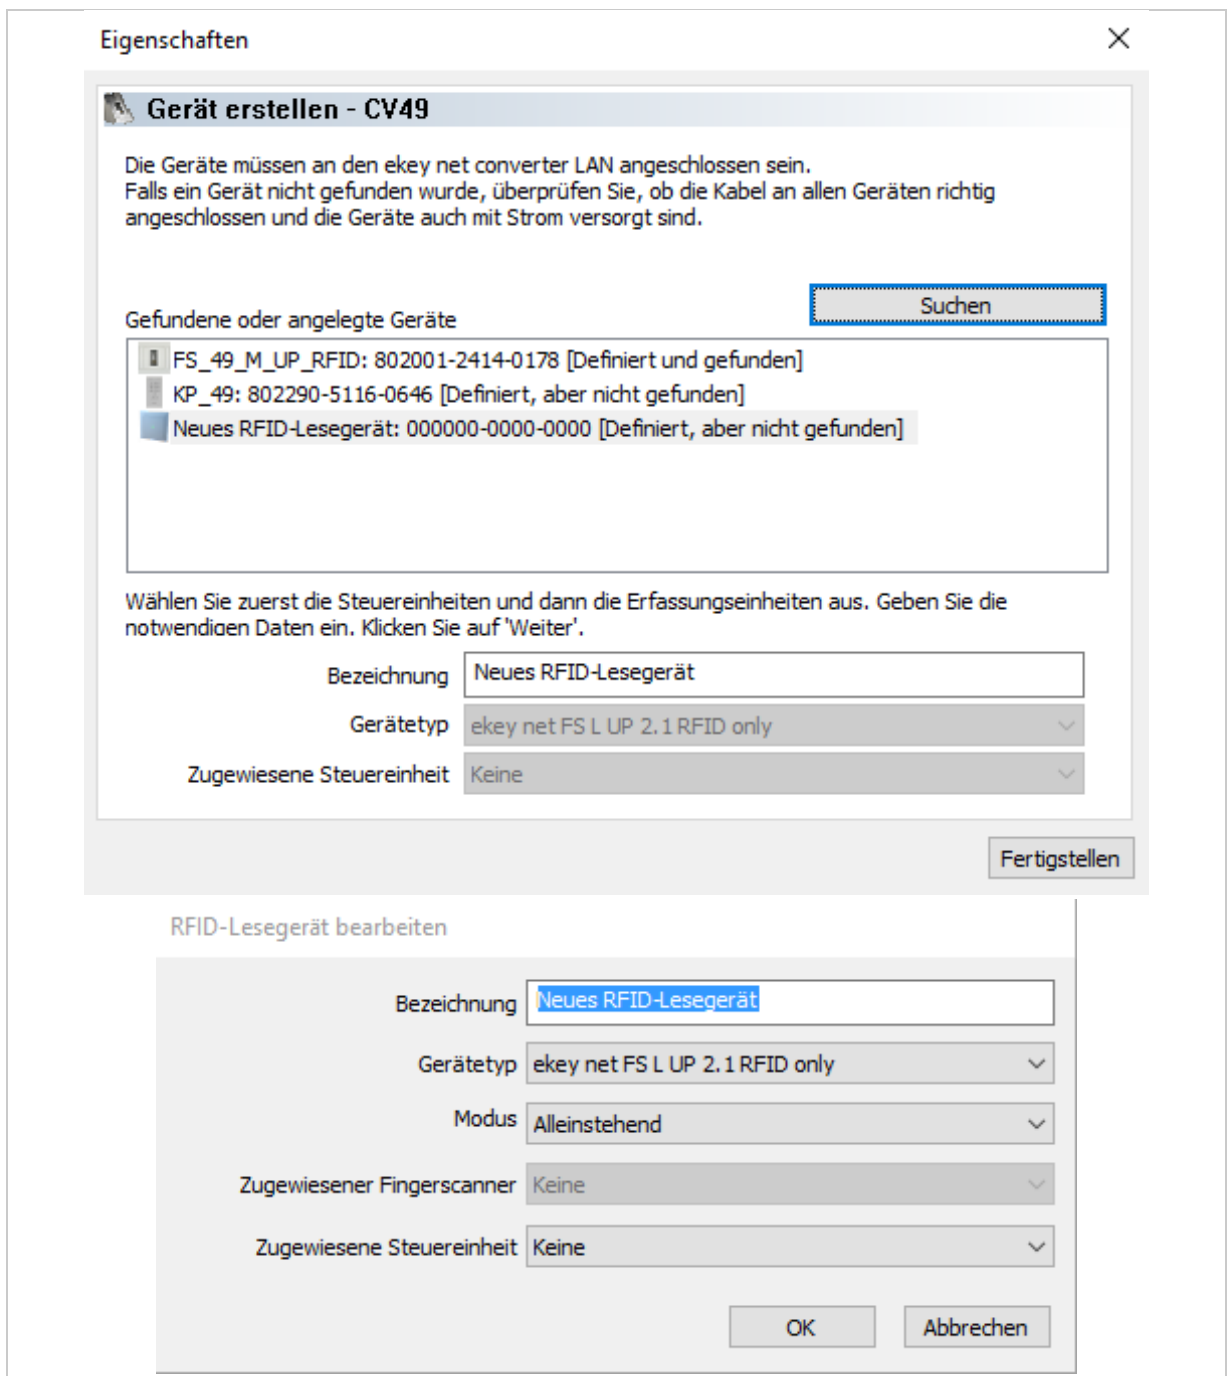 Eigenschaften
Gerät erstellen - CV49
Die Geräte müssen an den ekey net converter LAN angeschlossen sein.
Falls ein Gerät nicht gefunden wurde, überprüfen Sie, ob die Kabel an allen Geräten richtig
angeschlossen und die Geräte auch mit Strom versorgt sind.
Suchen
Gefundene oder angelegte Geräte
FS_49_M_UP_RFID: 802001-2414-0178 [Definiert und gefunden]
KP_49: 802290-5116-0646 [Definiert, aber nicht gefunden]
Neues RFID-Lesegerät: 000000-0000-0000 [Definiert, aber nicht gefunden]
Wählen Sie zuerst die Steuereinheiten und dann die Erfassungseinheiten aus. Geben Sie die
notwendigen Daten ein. Klicken Sie auf 'Weiter'.
Bezeichnung Neues RFID-Lesegerät
Gerätetyp ekey net FS L UP 2.1 RFID only
Zugewiesene Steuereinheit Keine
Fertigstellen
RFID-Lesegerät bearbeiten
Bezeichnung Neues RFID-Lesegerät
Gerätetyp ekey net FS L UP 2.1 RFID only
Modus Alleinstehend
Zugewiesener Fingerscanner Keine
Zugewiesene Steuereinheit Keine
OK Abbrechen